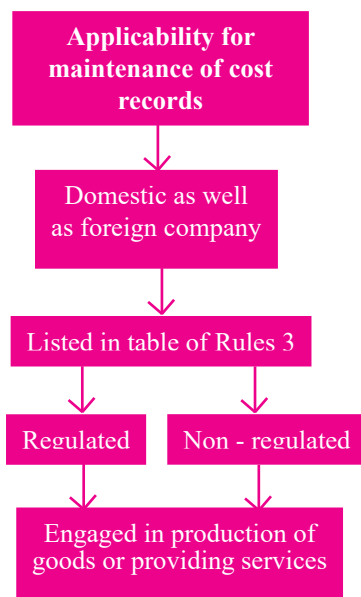 Applicability for
maintenance of cost
records
Domestic as well
as foreign company
Listed in table of Rules 3
Regulated
Non - regulated
Engaged in production of
goods or providing services